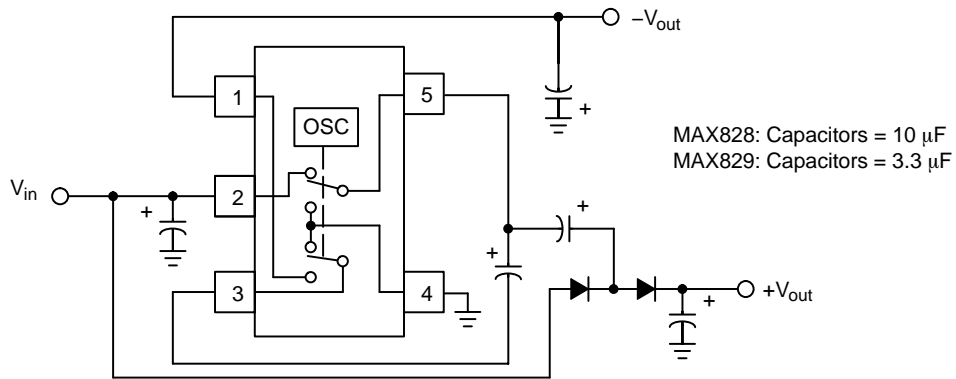 −Vout
1
5
+
OSC
MAX828: Capacitors = 10 μF
MAX829: Capacitors = 3.3 μF
Vin
2
+
+
+
3
4
+Vout
+